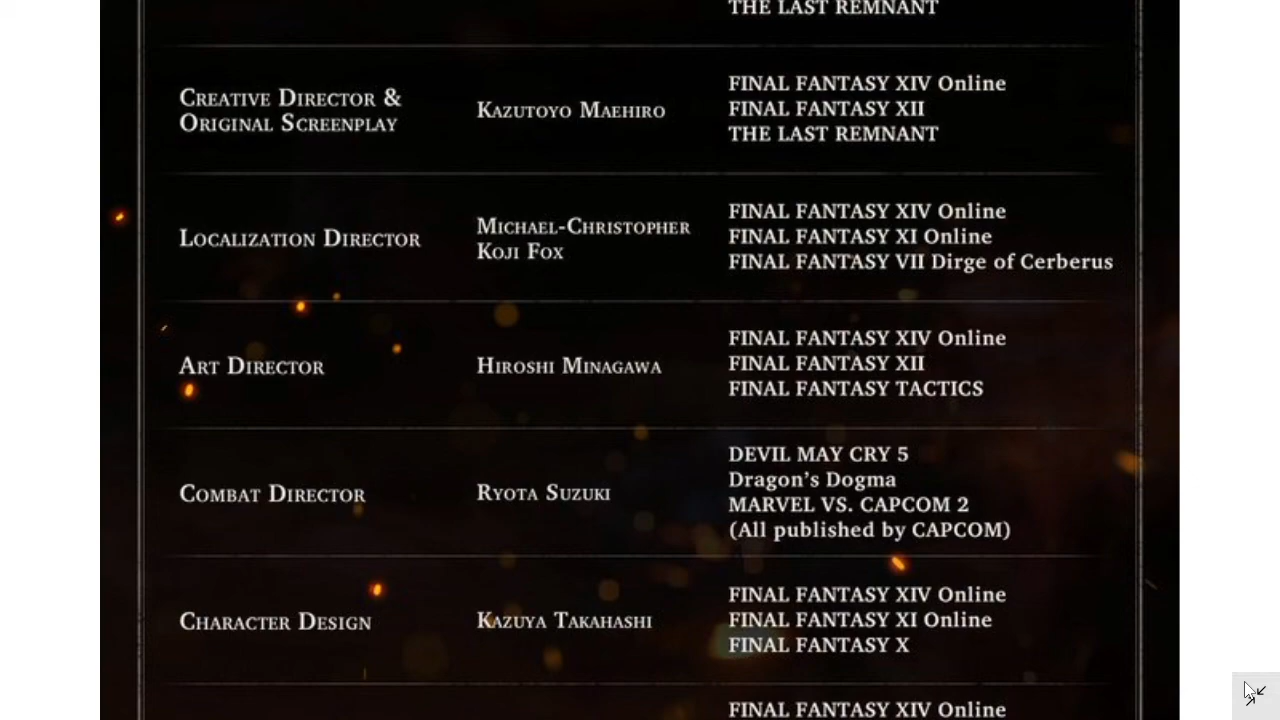 THE LAST REMNANT
CREATIVE DIRECTOR &
ORIGINAL SCREENPLAY
KAZUTOYO MAEHIRO
FINAL FANTASY XIV Online
FINAL FANTASY XII
THE LAST REMNANT
LOCALIZATION DIRECTOR
MICHAEL-CHRISTOPHER
KOJI FOX
FINAL FANTASY XIV Online
FINAL FANTASY XI Online
FINAL FANTASY VII Dirge of Cerberus
ART DIRECTOR
HIROSHI MINAGAWA
FINAL FANTASY XIV Online
FINAL FANTASY XII
FINAL FANTASY TACTICS
COMBAT DIRECTOR
RYOTA SUZUKI
DEVIL MAY CRY 5
Dragon’s Dogma
MARVEL VS. CAPCOM 2
(All published by CAPCOM)
CHARACTER DESIGN
KAZUYA TAKAHASHI
FINAL FANTASY XIV Online
FINAL FANTASY XI Online
FINAL FANTASY X
FINAL FANTASY XIV Online